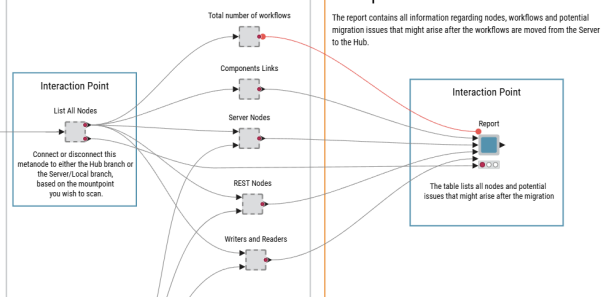 Total number of workflows
The report contains all information regarding nodes, workflows and potential
migration issues that might arise after the workflows are moved from the Server
to the Hub.
Components Links
Interaction Point
Interaction Point
List All Nodes
Server Nodes
Report
Connect or disconnect this
metanode to either the Hub branch or
the Server/Local branch,
based on the mountpoint
you wish to scan.
REST Nodes
The table lists all nodes and potential
issues that might arise after the migration
Writers and Readers